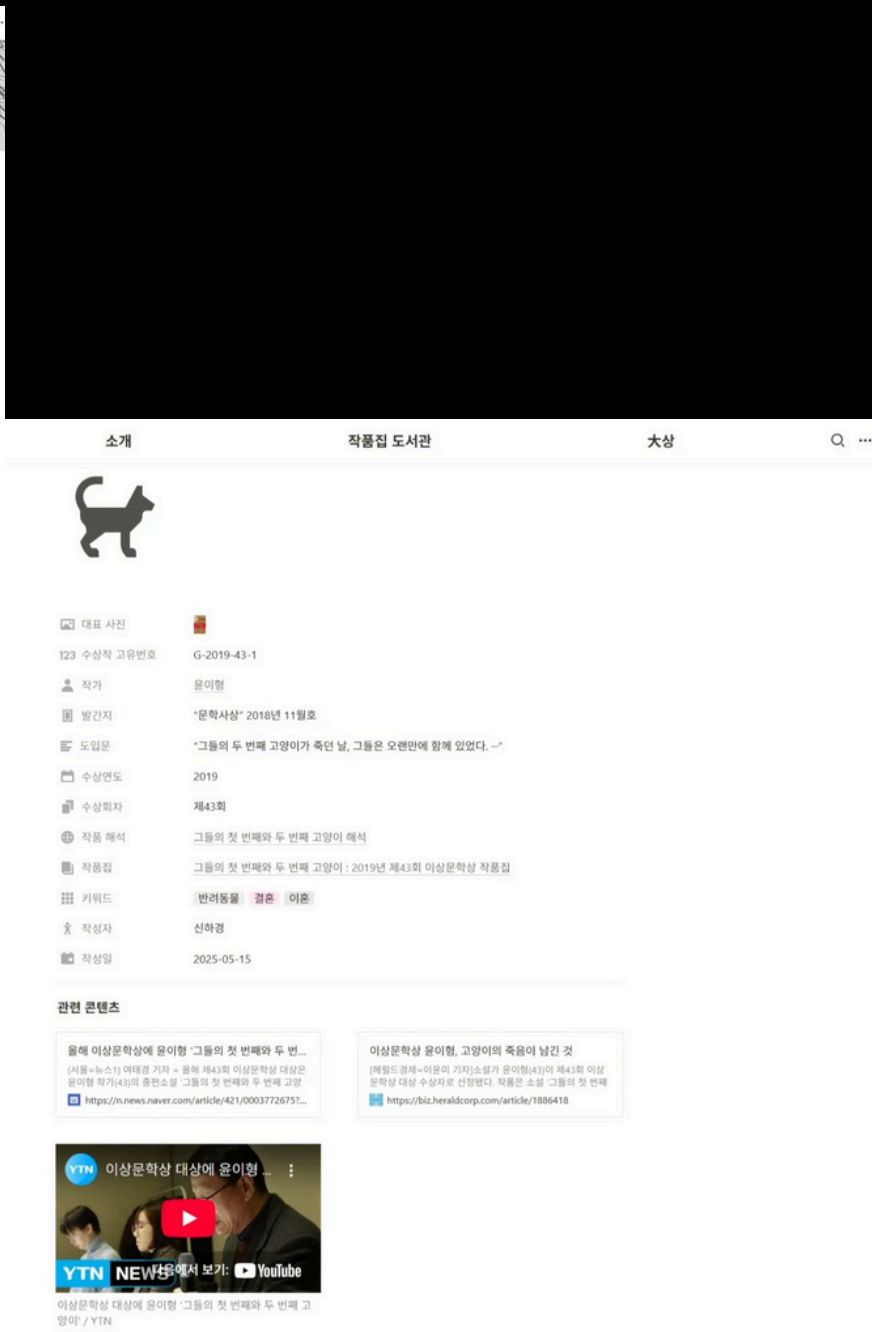 소개
작품집 도서관
大상
대표 사진
123 수상작 고유번호 G-2019-43-1
작가 윤이형
발간지 "문학사상" 2018년 11월호
도입문 "그들의 두 번째 고양이가 죽던 날, 그들은 오랜만에 함께 있었다. ─"
수상연도 2019
수상회차 제43회
작품 해석 그들의 첫 번째와 두 번째 고양이 해석
작품집 그들의 첫 번째와 두 번째 고양이 : 2019년 제43회 이상문학상 작품집
키워드 반려동물 결혼 이혼
작성자 신하경
작성일 2025-05-15
관련 콘텐츠
올해 이상문학상에 윤이형 '그들의 첫 번째와 두 번...
(서울=뉴스1) 여태경 기자 = 올해 제43회 이상문학상 대상은
윤이형 작가(43)의 중편소설 '그들의 첫 번째와 두 번째 고양
https://n.news.naver.com/article/421/0003772675?...
이상문학상 윤이형, 고양이의 죽음이 남긴 것
[헤럴드경제=이윤미 기자]소설가 윤이형(43)이 제43회 이상
문학상 대상 수상자로 선정됐다. 작품은 소설 '그들의 첫 번째
https://biz.heraldcorp.com/article/1886418
YTN 이상문학상 대상에 윤이형 ...
YTN NEWS
다음에서 보기: YouTube
이상문학상 대상에 윤이형 '그들의 첫 번째와 두 번째 고
양이' / YTN